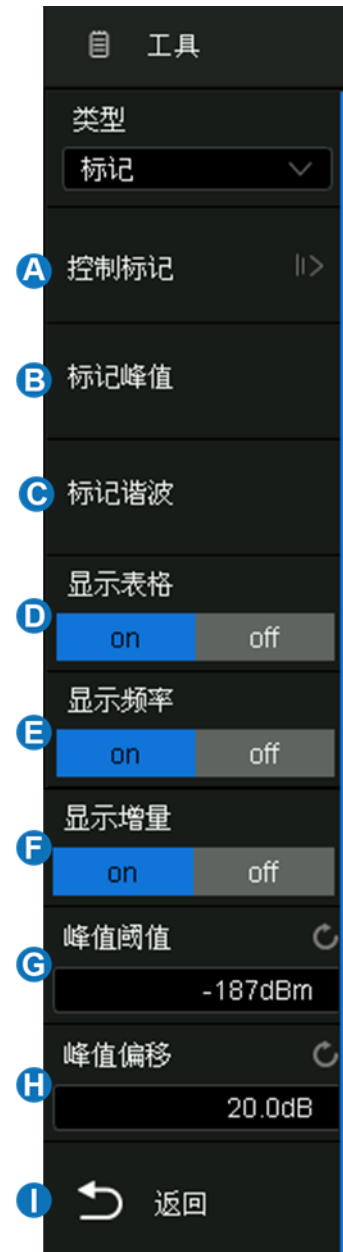 工具
类型
标记
A 控制标记
B 标记峰值
C 标记谐波
显示表格
D on off
显示频率
E on off
显示增量
F on off
峰值阈值
G -187dBm
峰值偏移
H 20.0dB
I 返回